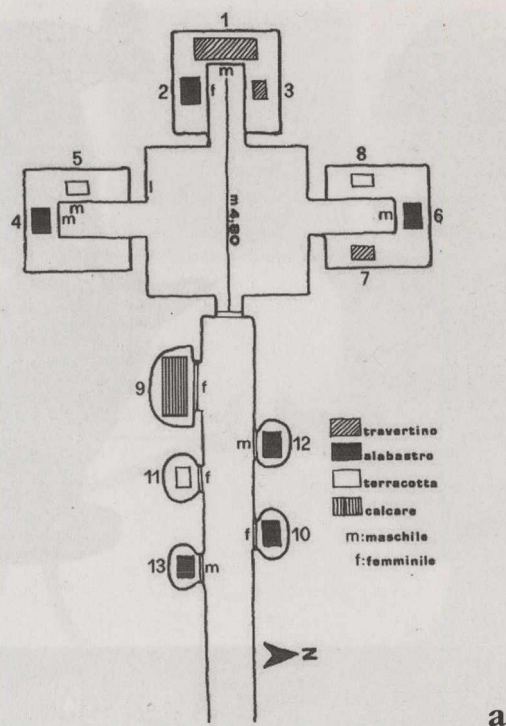 1
m
2
f
3
5
8
m
4
m
m 4,80
m
6
7
9
f
m
12
travertino
alabastro
11
f
terracotta
calcare
f
10
m:maschile
13
m
f:femminile
N
a